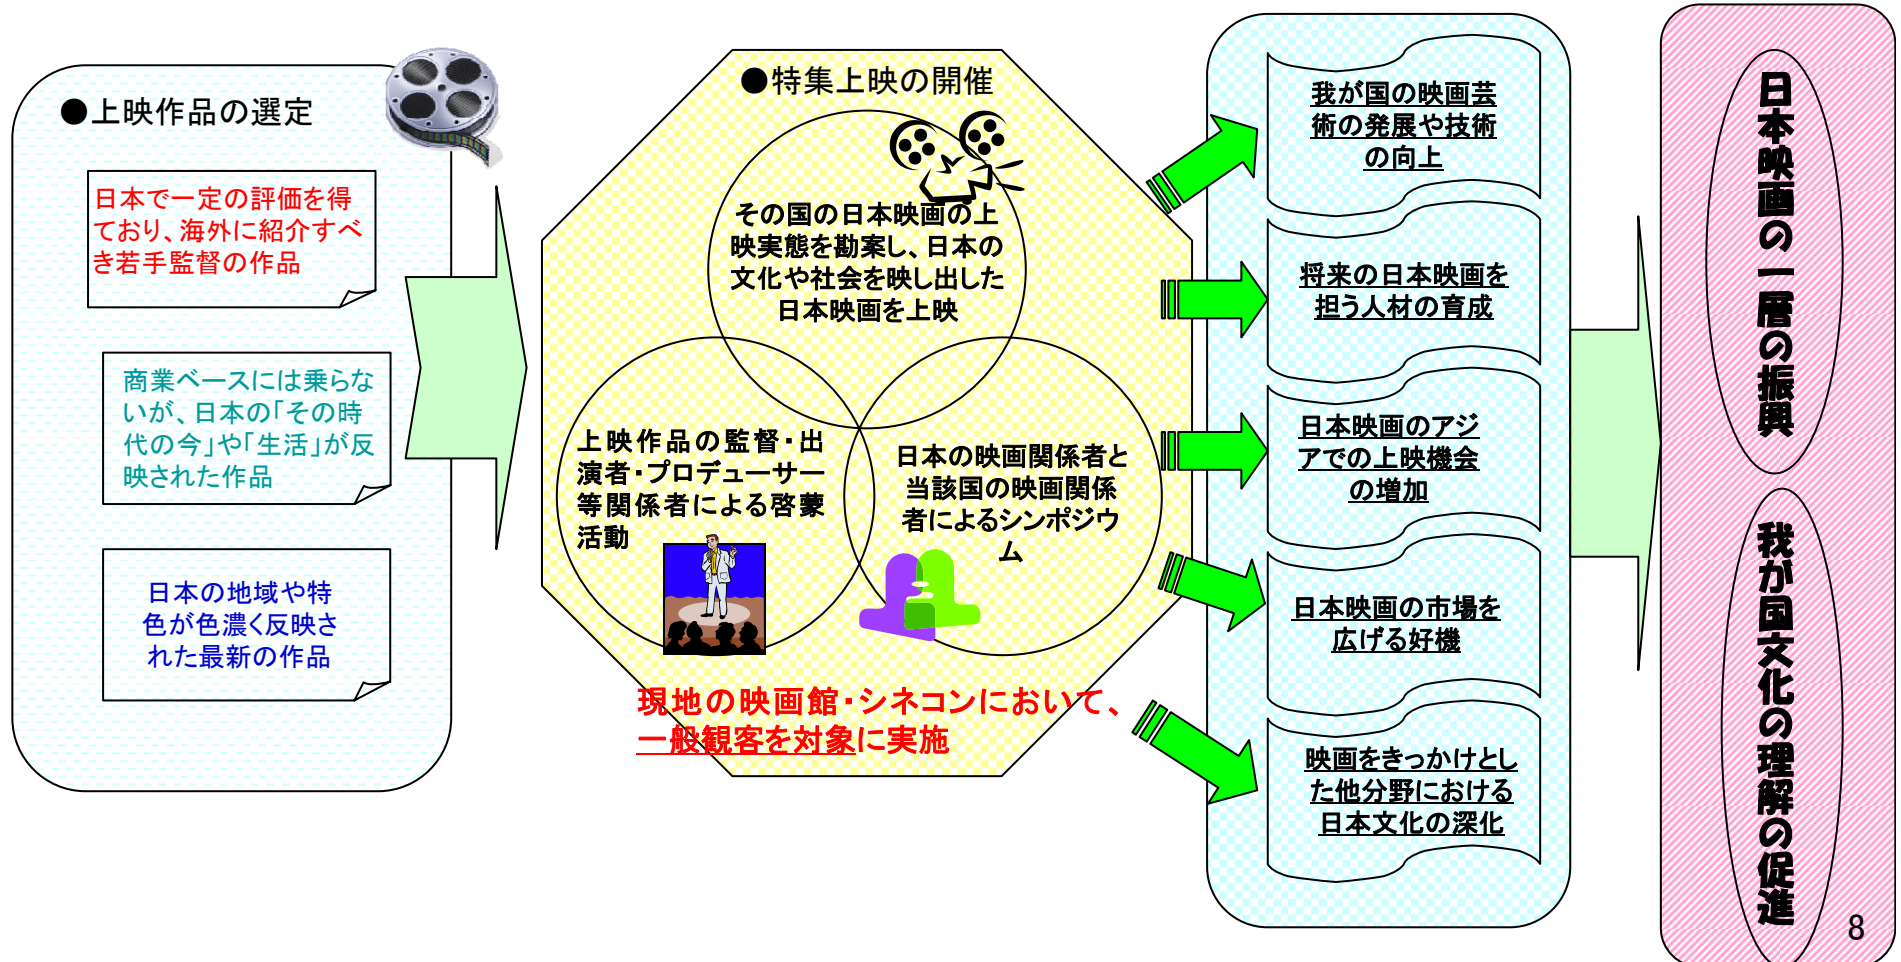 ●上映作品の選定
日本で一定の評価を得
ており、海外に紹介すべ
き若手監督の作品
商業ベースには乗らな
いが、日本の「その時
代の今」や「生活」が反
映された作品
日本の地域や特
色が色濃く反映さ
れた最新の作品
●特集上映の開催
その国の日本映画の上
映実態を勘案し、日本の
文化や社会を映し出した
日本映画を上映
上映作品の監督・出
演者・プロデューサー
等関係者による啓蒙
活動
日本の映画関係者と
当該国の映画関係
者によるシンポジウ
ム
現地の映画館・シネコンにおいて、
一般観客を対象に実施
我が国の映画芸
術の発展や技術
の向上
将来の日本映画を
担う人材の育成
日本映画のアジ
アでの上映機会
の増加
日本映画の市場を
広げる好機
映画をきっかけとし
た他分野における
日本文化の深化
日本映画の一層の振興
我が国文化の理解の促進
8